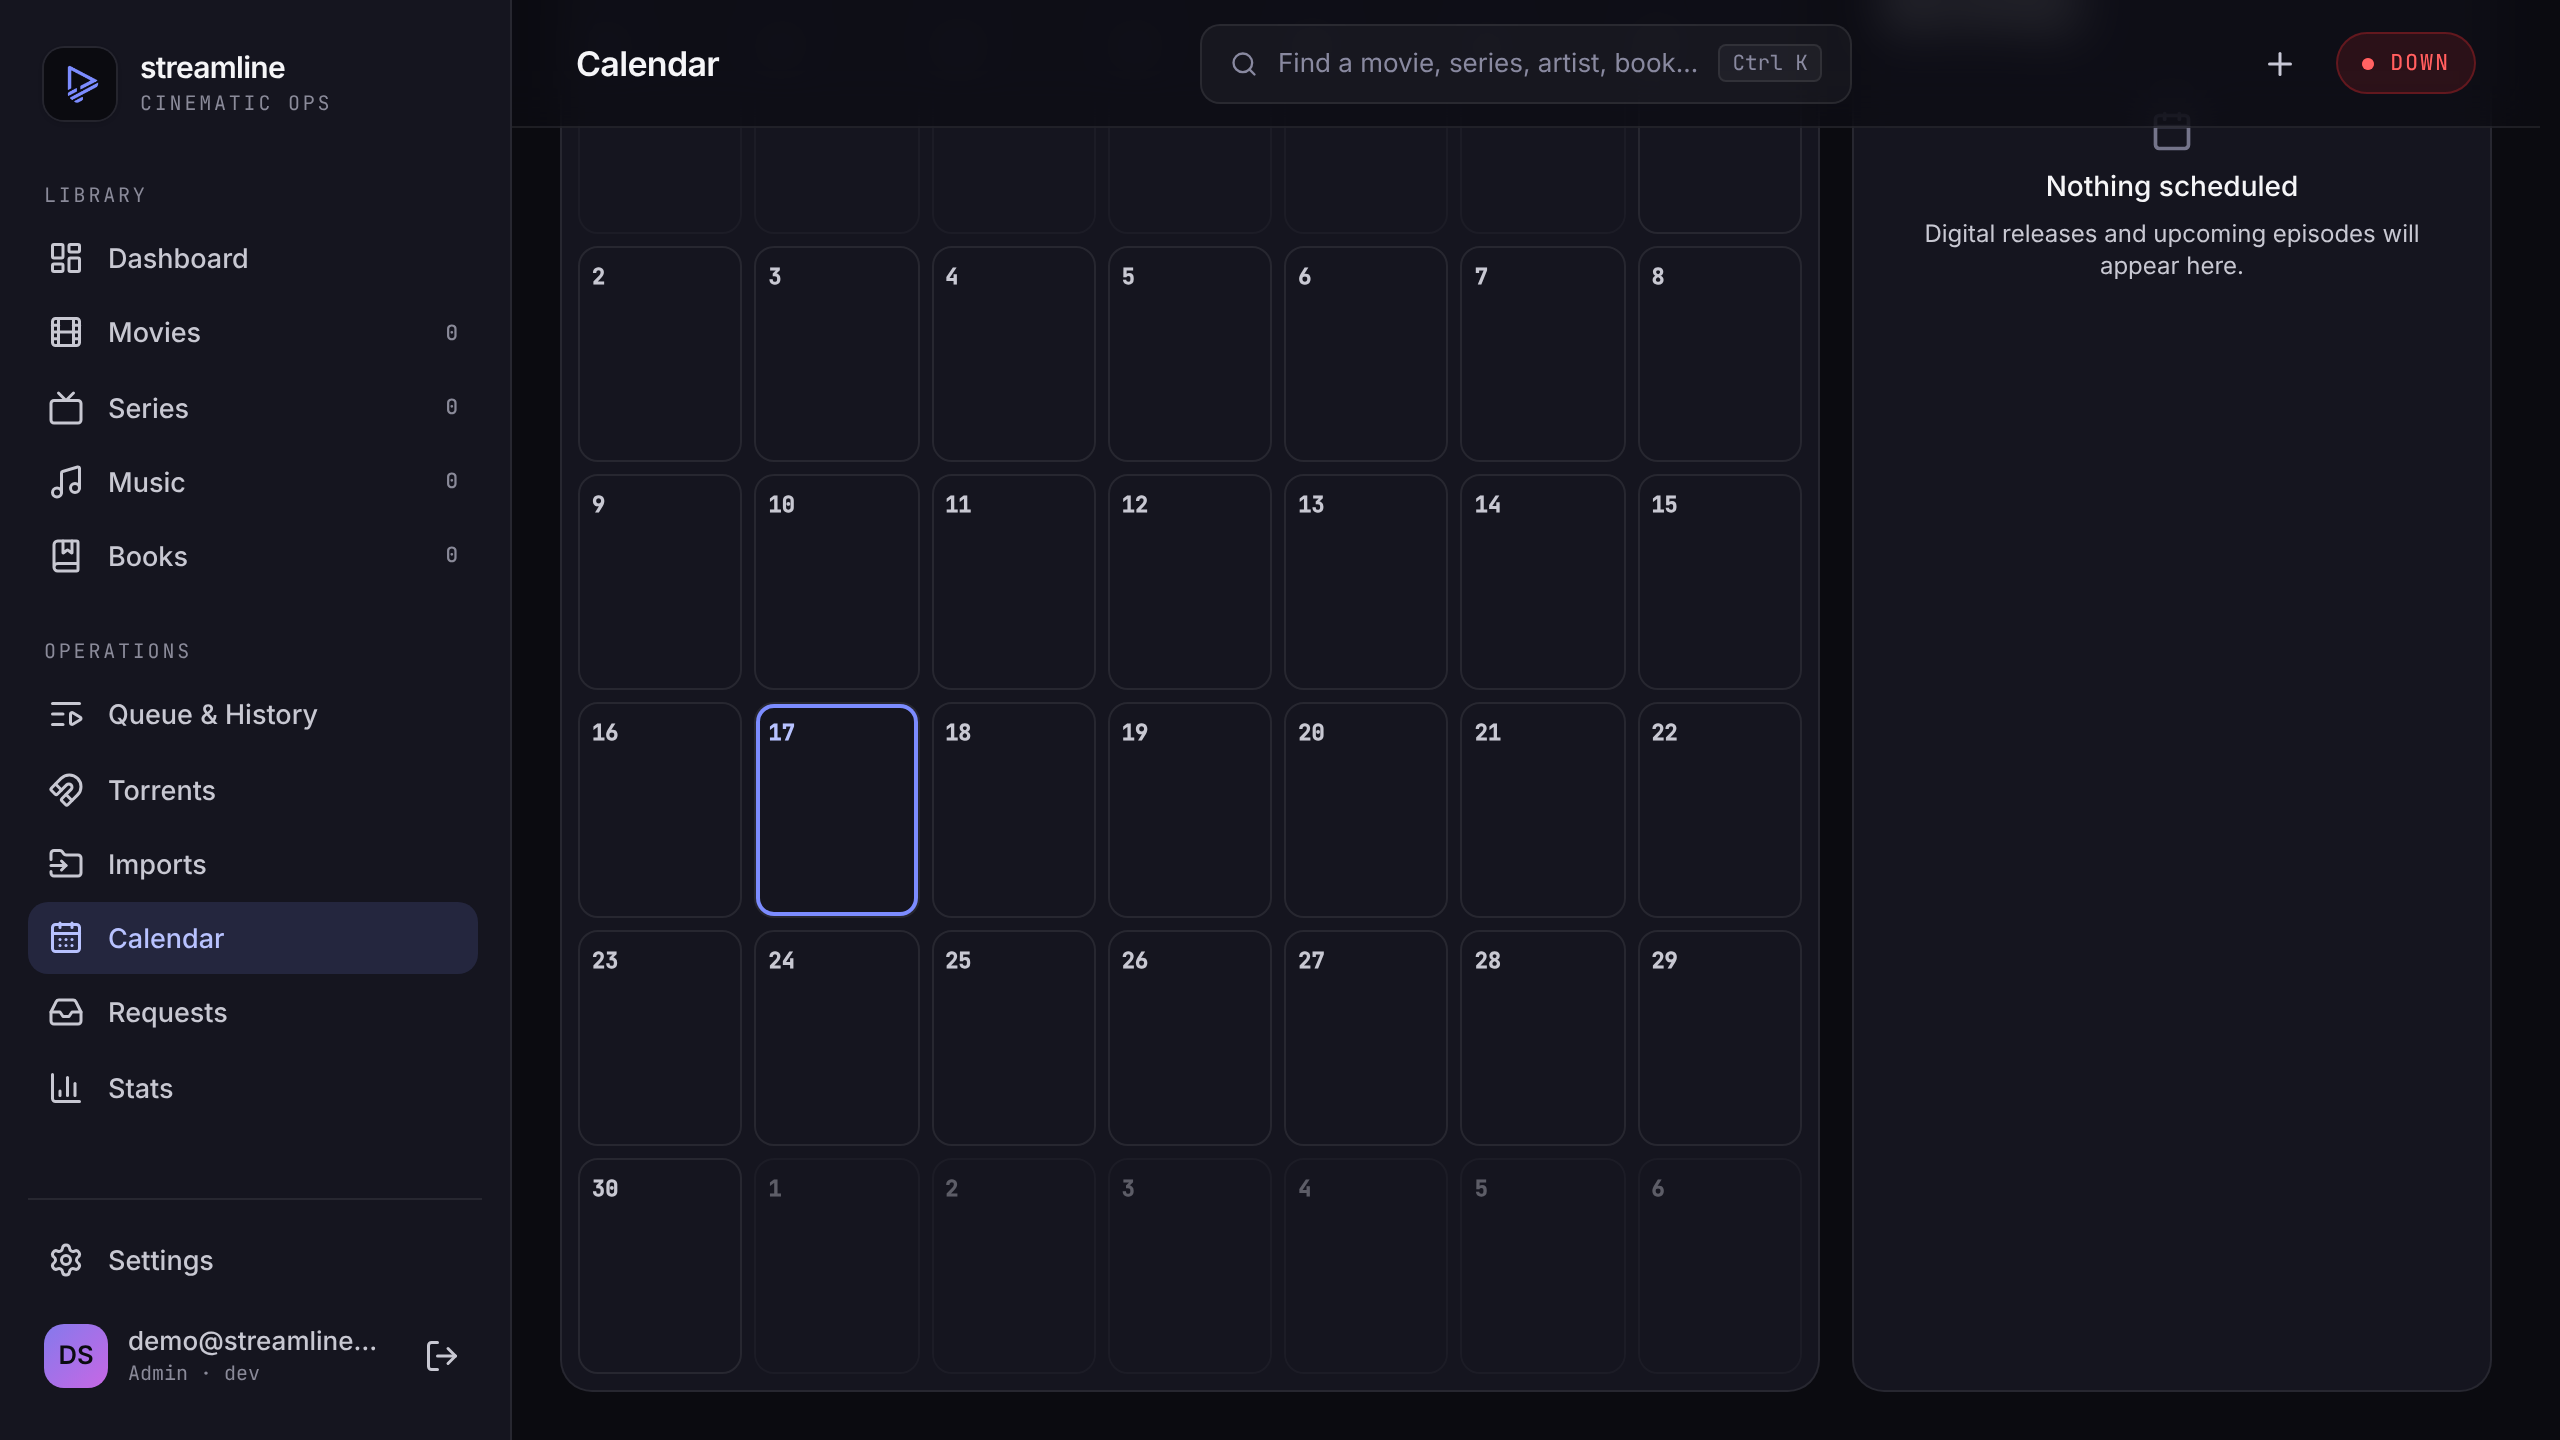 streamline
CINEMATIC OPS
LIBRARY
Dashboard
Movies 0
Series 0
Music 0
Books 0
OPERATIONS
Queue & History
Torrents
Imports
Calendar
Requests
Stats
Settings
DS
demo@streamline...
Admin · dev
Calendar
Find a movie, series, artist, book... Ctrl K
DOWN
2 3 4 5 6 7 8
9 10 11 12 13 14 15
16 17 18 19 20 21 22
23 24 25 26 27 28 29
30 1 2 3 4 5 6
Nothing scheduled
Digital releases and upcoming episodes will
appear here.